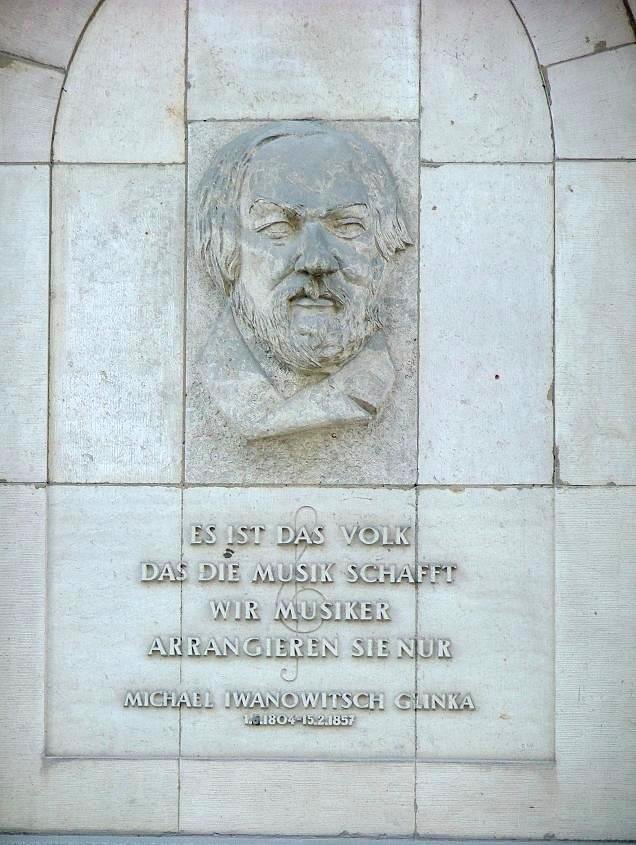 ES IST DAS VOLK
DAS DIE MUSIK SCHAFFT
WIR MUSIKER
ARRANGIEREN SIE NUR
MICHAEL IWANOWITSCH GLINKA
1.6.1804-15.2.1857